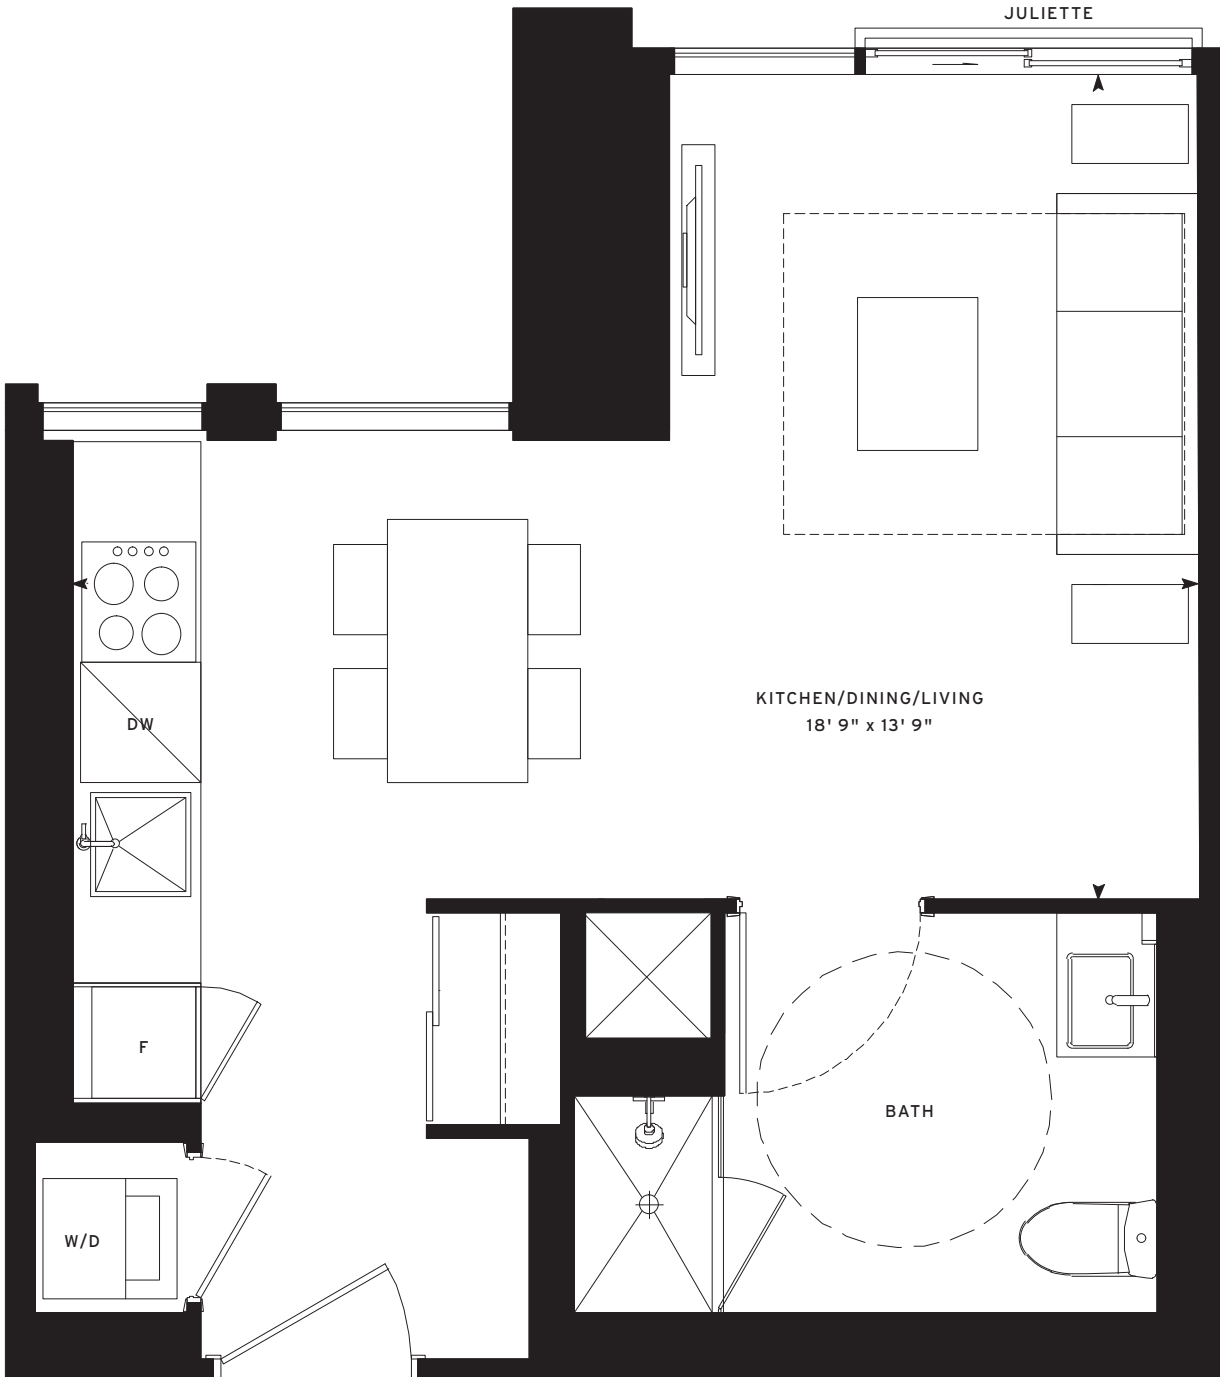 JULIETTE
KITCHEN/DINING/LIVING
18' 9" x 13' 9"
DW
F
BATH
W/D